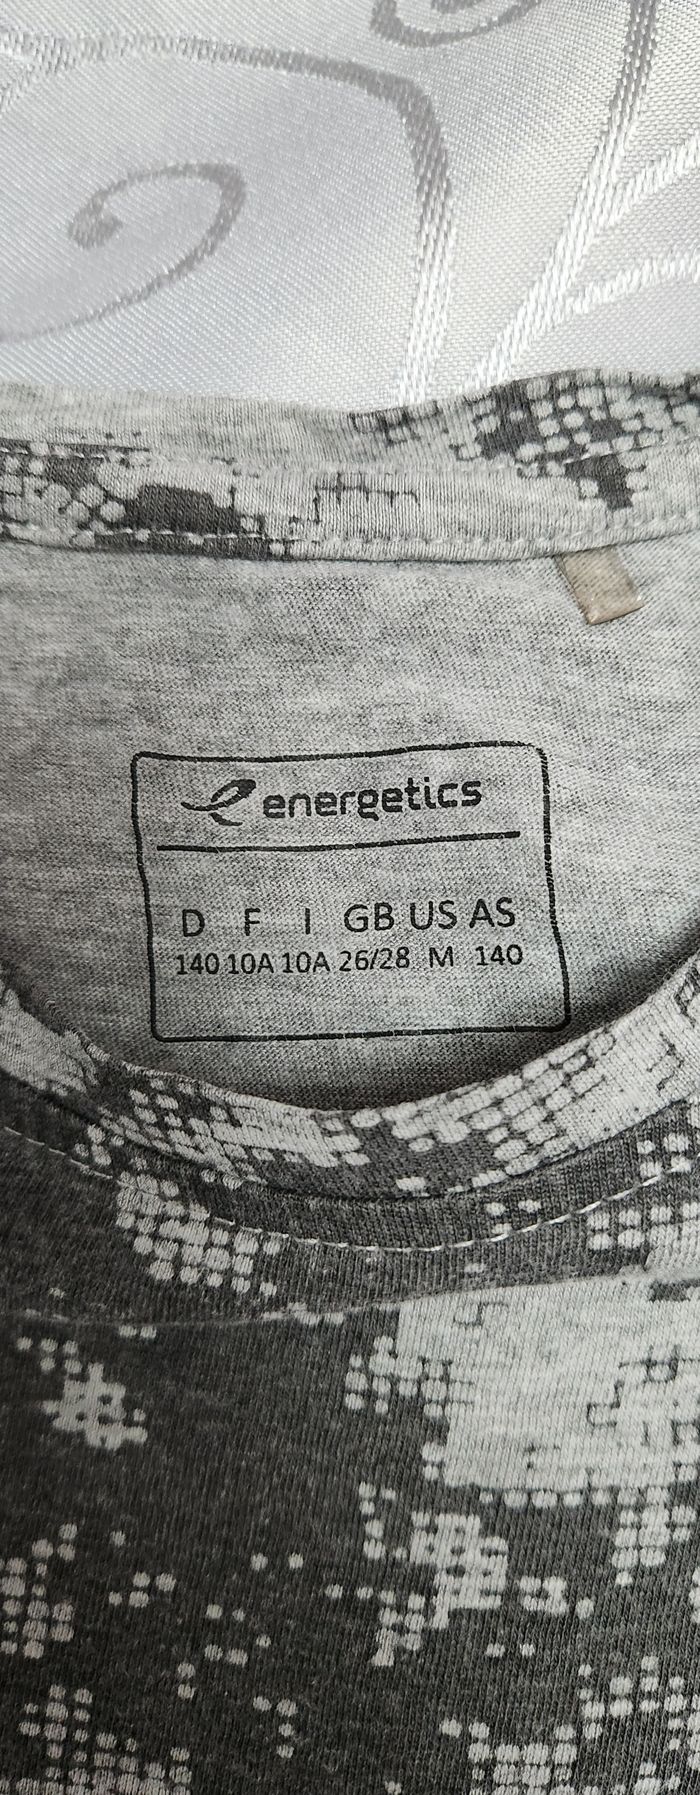 energetics
D F I GB US AS
140 10A 10A 26/28 M 140